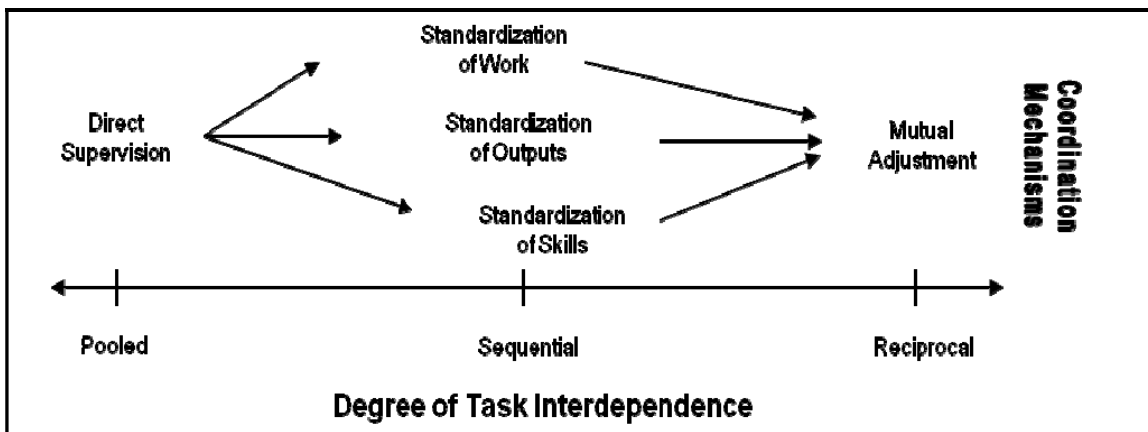 Standardization
of Work
Direct
Supervision
Standardization
of Outputs
Mutual
Adjustment
Standardization
of Skills
Coordination
Mechanisms
Pooled
Sequential
Reciprocal
Degree of Task Interdependence